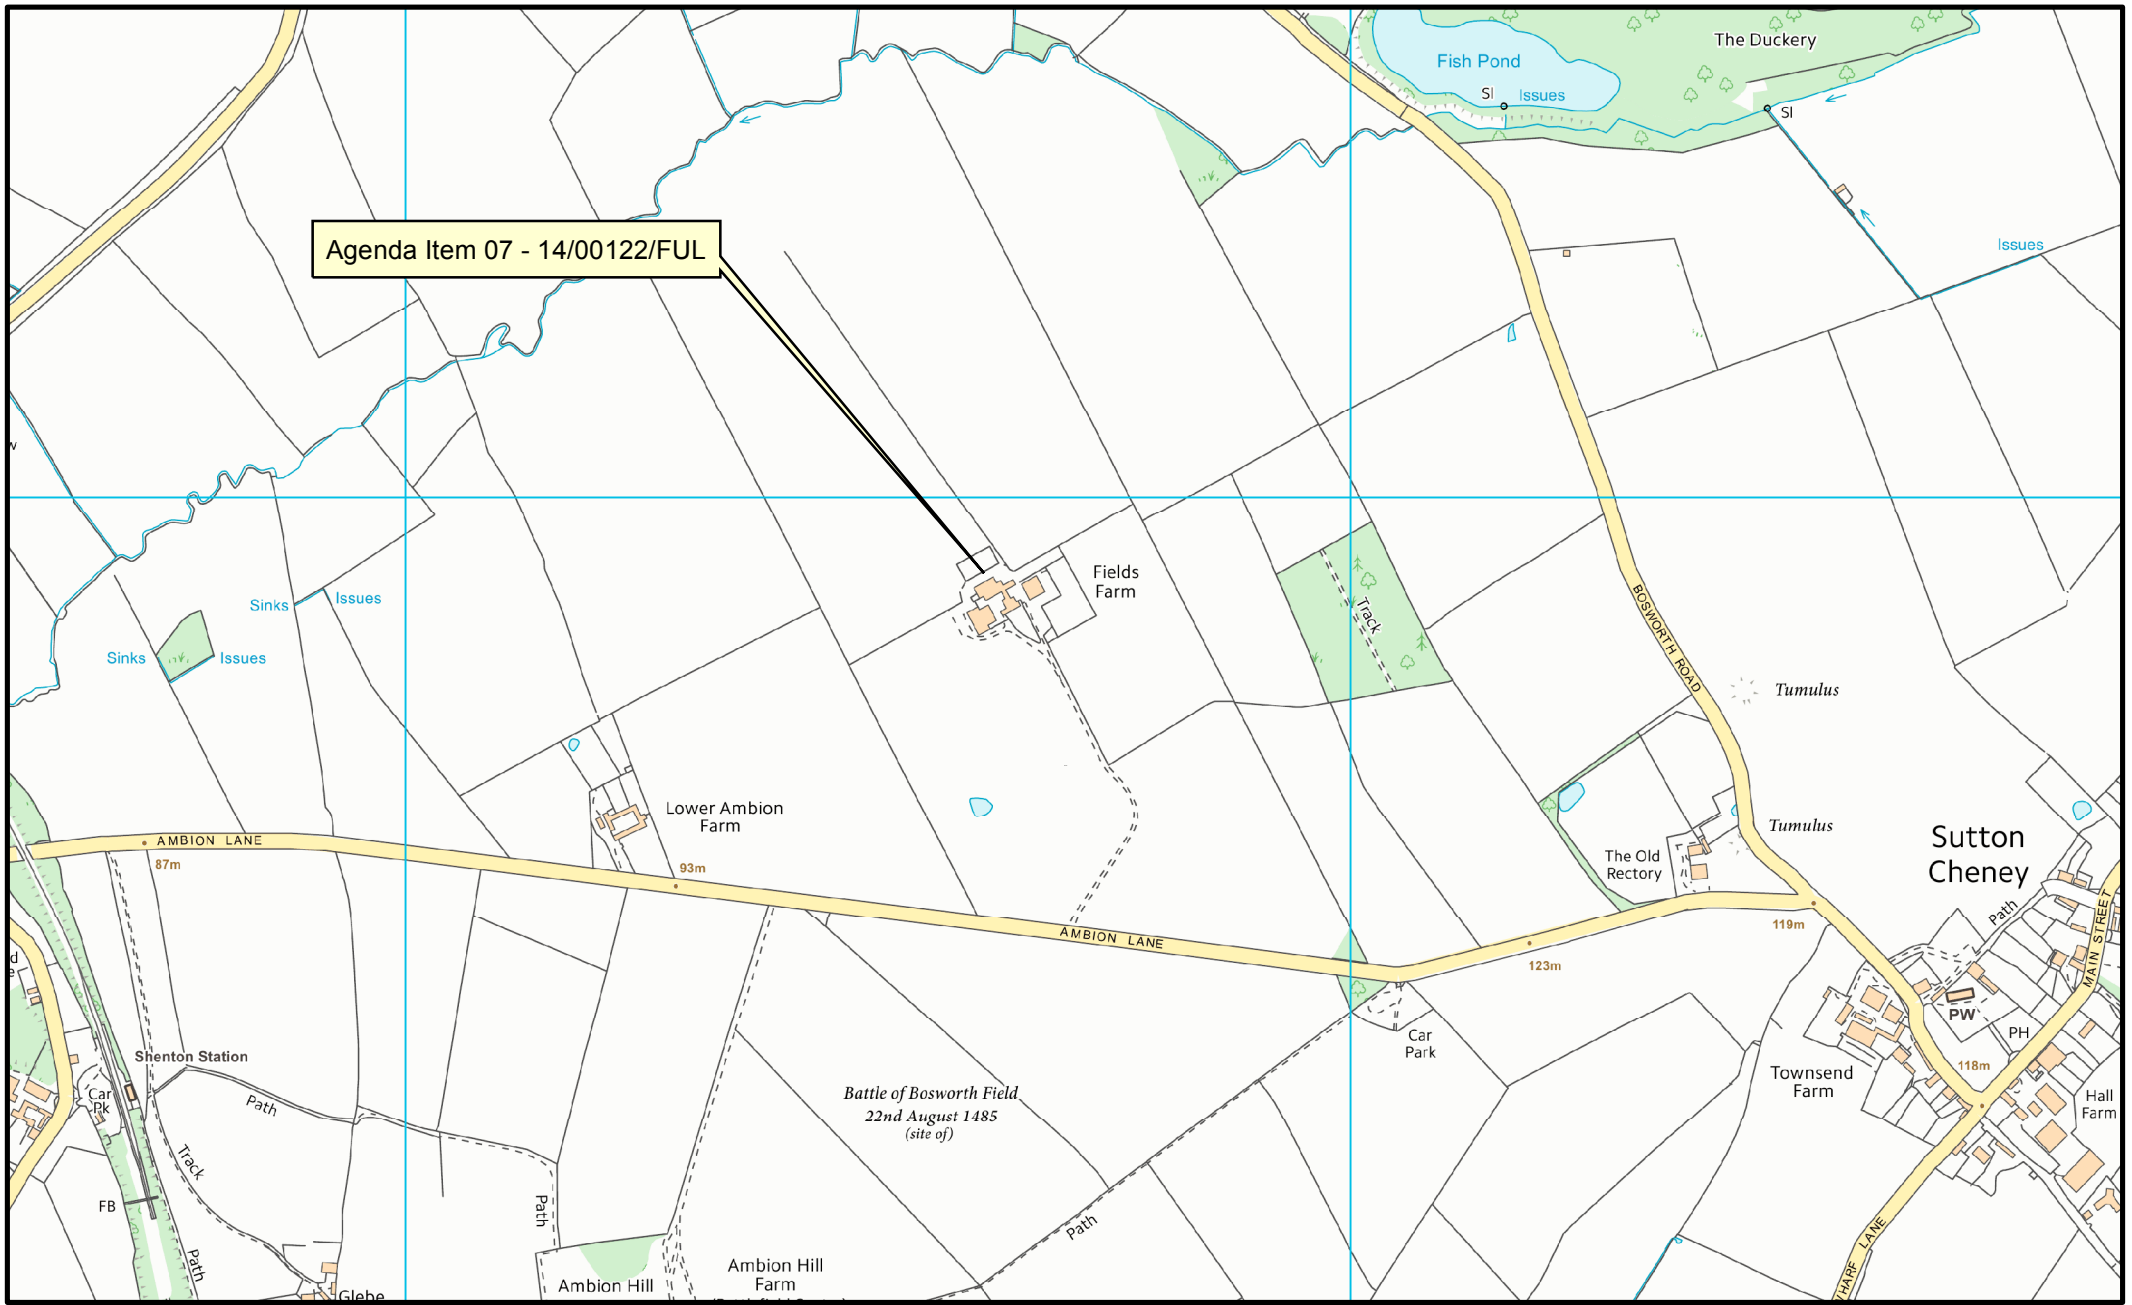 The Duckery
Fish Pond
SI
Issues
SI
Issues
Agenda Item 07 - 14/00122/FUL
w
Fields
Farm
Track
BOSWORTH ROAD
Sinks
Issues
Sinks
Issues
Tumulus
Lower Ambion
Farm
Tumulus
Sutton
Cheney
AMBION LANE
87m
93m
The Old
Rectory
119m
Path
MAIN STREET
AMBION LANE
123m
PW
PH
118m
Car
Park
Townsend
Farm
Hall
Farm
Shenton Station
Car
Pk
Path
Battle of Bosworth Field
22nd August 1485
(site of)
Track
FB
Path
Path
Path
LANE
Ambion Hill
Ambion Hill
Farm
Glebe